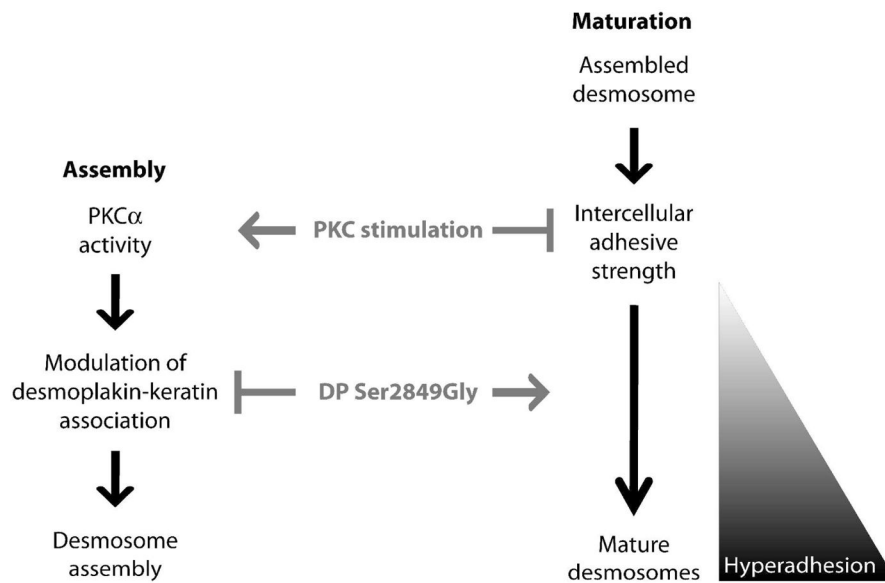 Maturation
Assembled
desmosome
Assembly
PKCα
activity
PKC stimulation
Intercellular
adhesive
strength
Modulation of
desmoplakin-keratin
association
DP Ser2849Gly
Desmosome
assembly
Mature
desmosomes
Hyperadhesion